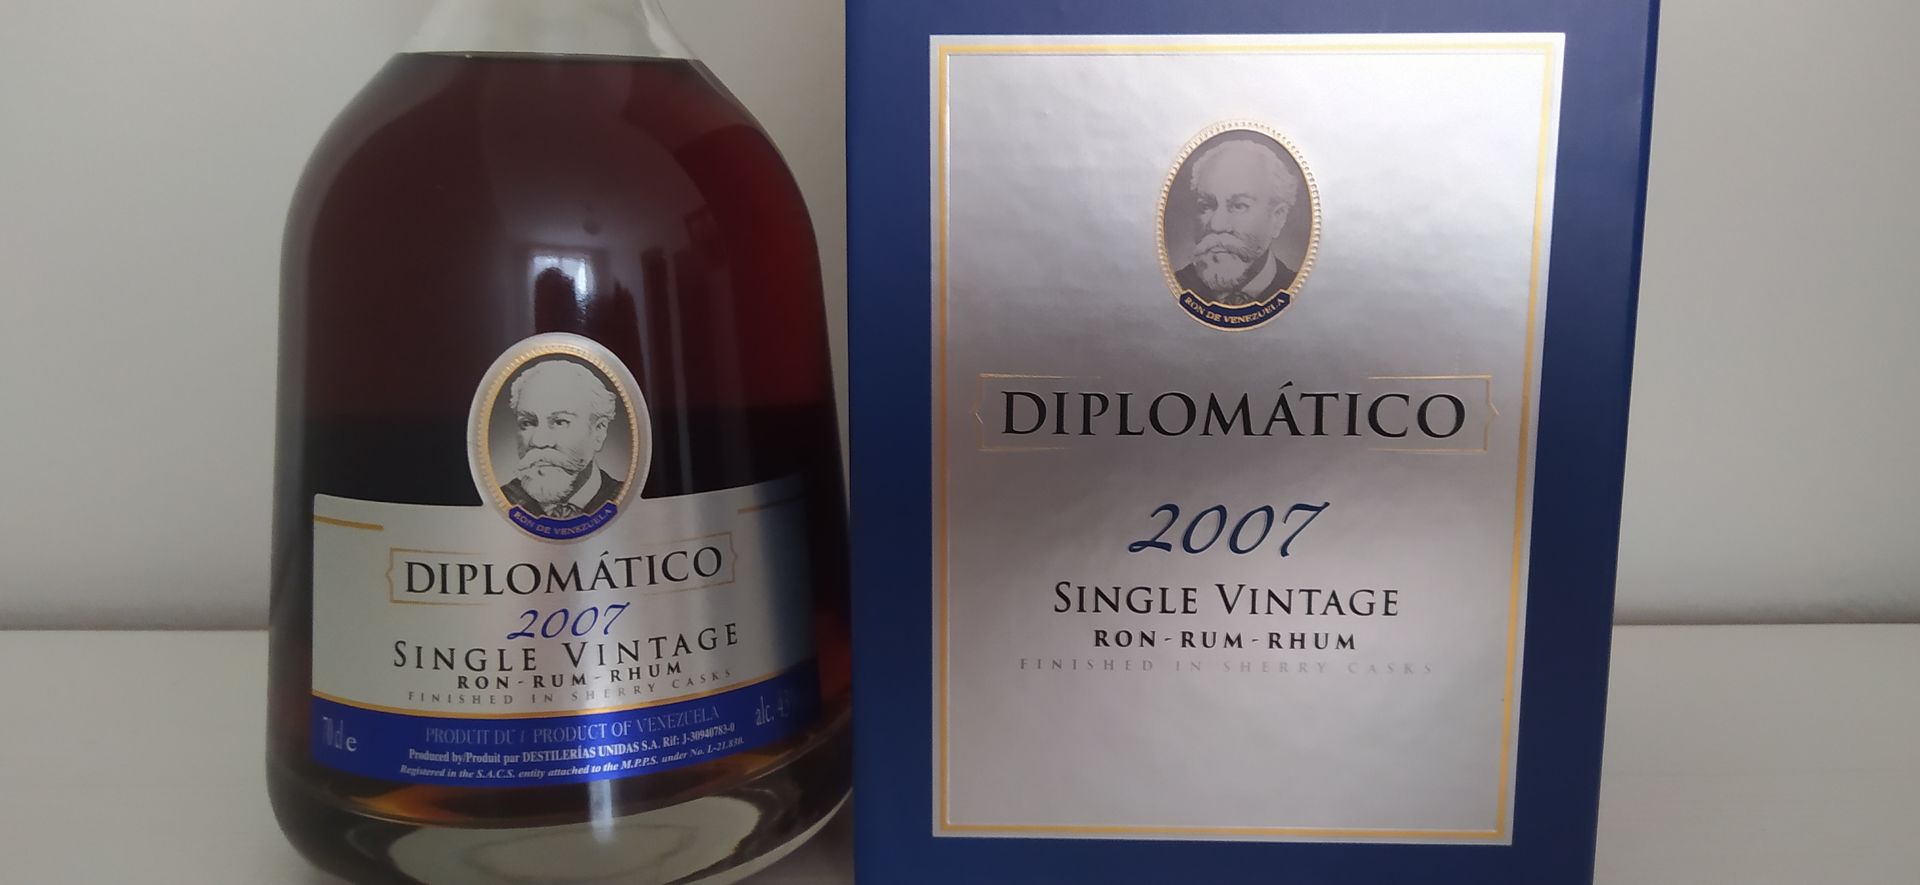 RON DE VENEZUELA
DIPLOMÁTICO
2007
SINGLE VINTAGE
RON-RUM-RHUM
FINISHED IN SHERRY CASKS
70cl e
PRODUIT DU / PRODUCT OF VENEZUELA
alc. 43
Produced by/Produit par DESTILERÍAS UNIDAS S.A. Rif: J-30940783-0
Registered in the S.A.C.S. entity attached to the M.P.P.S. under No. L-21.830.
RON DE VENEZUELA
DIPLOMÁTICO
2007
SINGLE VINTAGE
RON-RUM-RHUM
FINISHED IN SHERRY CASKS